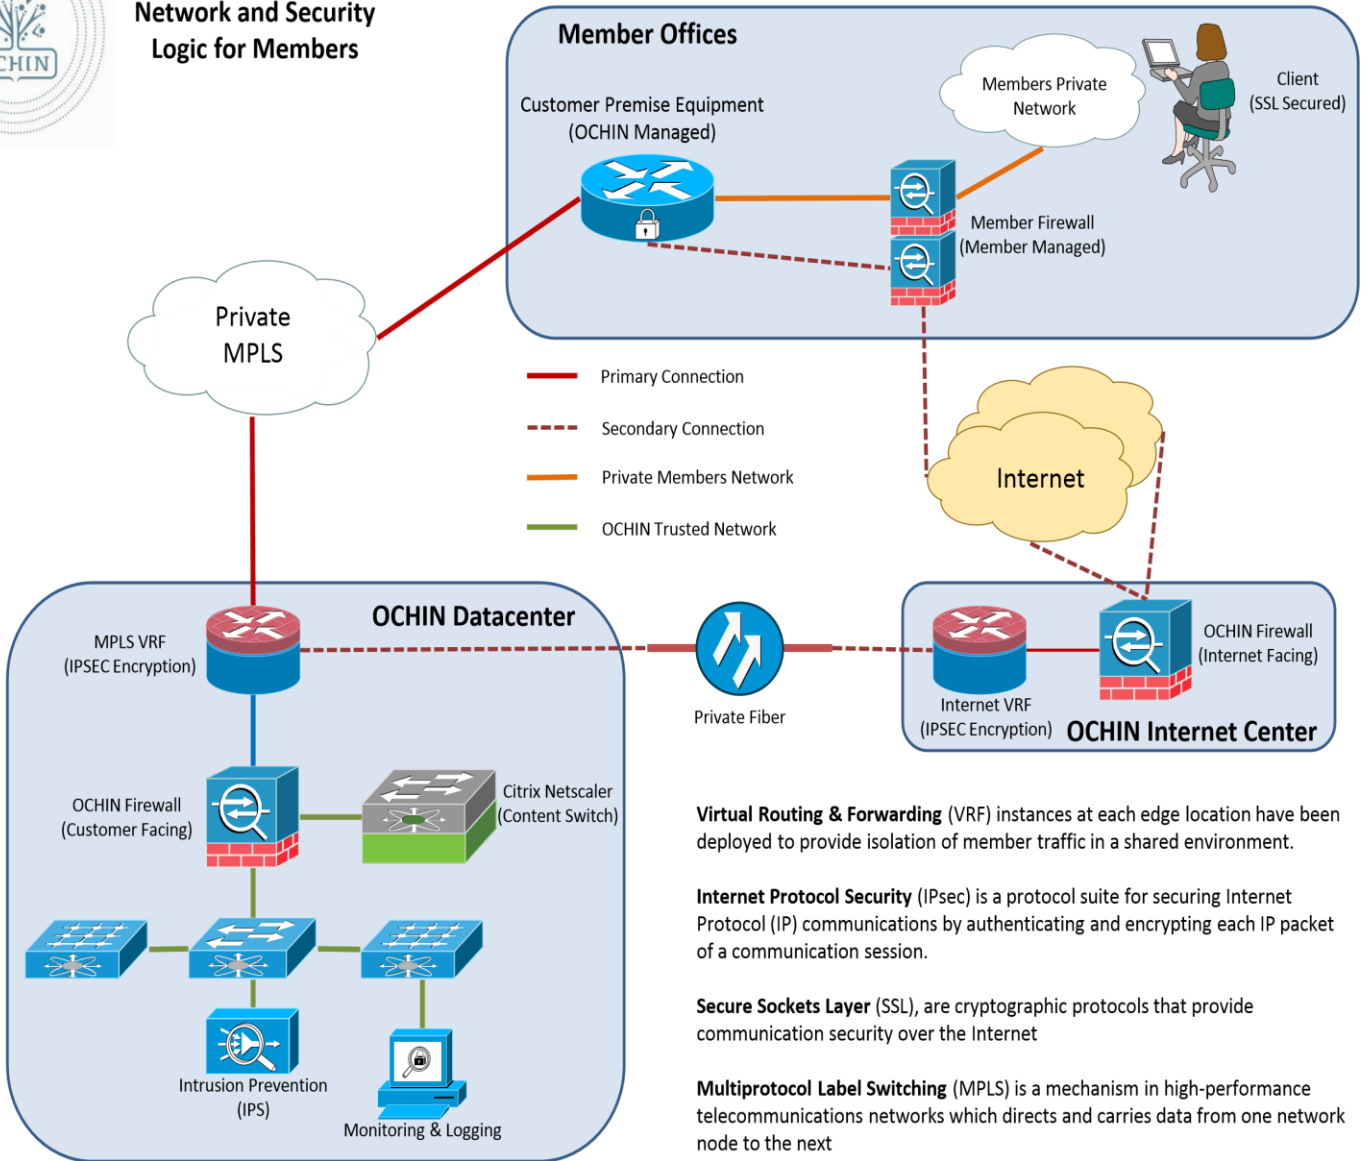 Network and Security
Logic for Members
CHIN
Member Offices
Customer Premise Equipment
(OCHIN Managed)
Members Private
Network
Client
(SSL Secured)
Member Firewall
(Member Managed)
Private
MPLS
Primary Connection
Secondary Connection
Private Members Network
OCHIN Trusted Network
Internet
OCHIN Datacenter
MPLS VRF
(IPSEC Encryption)
Private Fiber
OCHIN Firewall
(Internet Facing)
Internet VRF
(IPSEC Encryption)
OCHIN Internet Center
OCHIN Firewall
(Customer Facing)
Citrix Netscaler
(Content Switch)
Intrusion Prevention
(IPS)
Monitoring & Logging
Virtual Routing & Forwarding (VRF) instances at each edge location have been
deployed to provide isolation of member traffic in a shared environment.
Internet Protocol Security (IPsec) is a protocol suite for securing Internet
Protocol (IP) communications by authenticating and encrypting each IP packet
of a communication session.
Secure Sockets Layer (SSL), are cryptographic protocols that provide
communication security over the Internet
Multiprotocol Label Switching (MPLS) is a mechanism in high-performance
telecommunications networks which directs and carries data from one network
node to the next